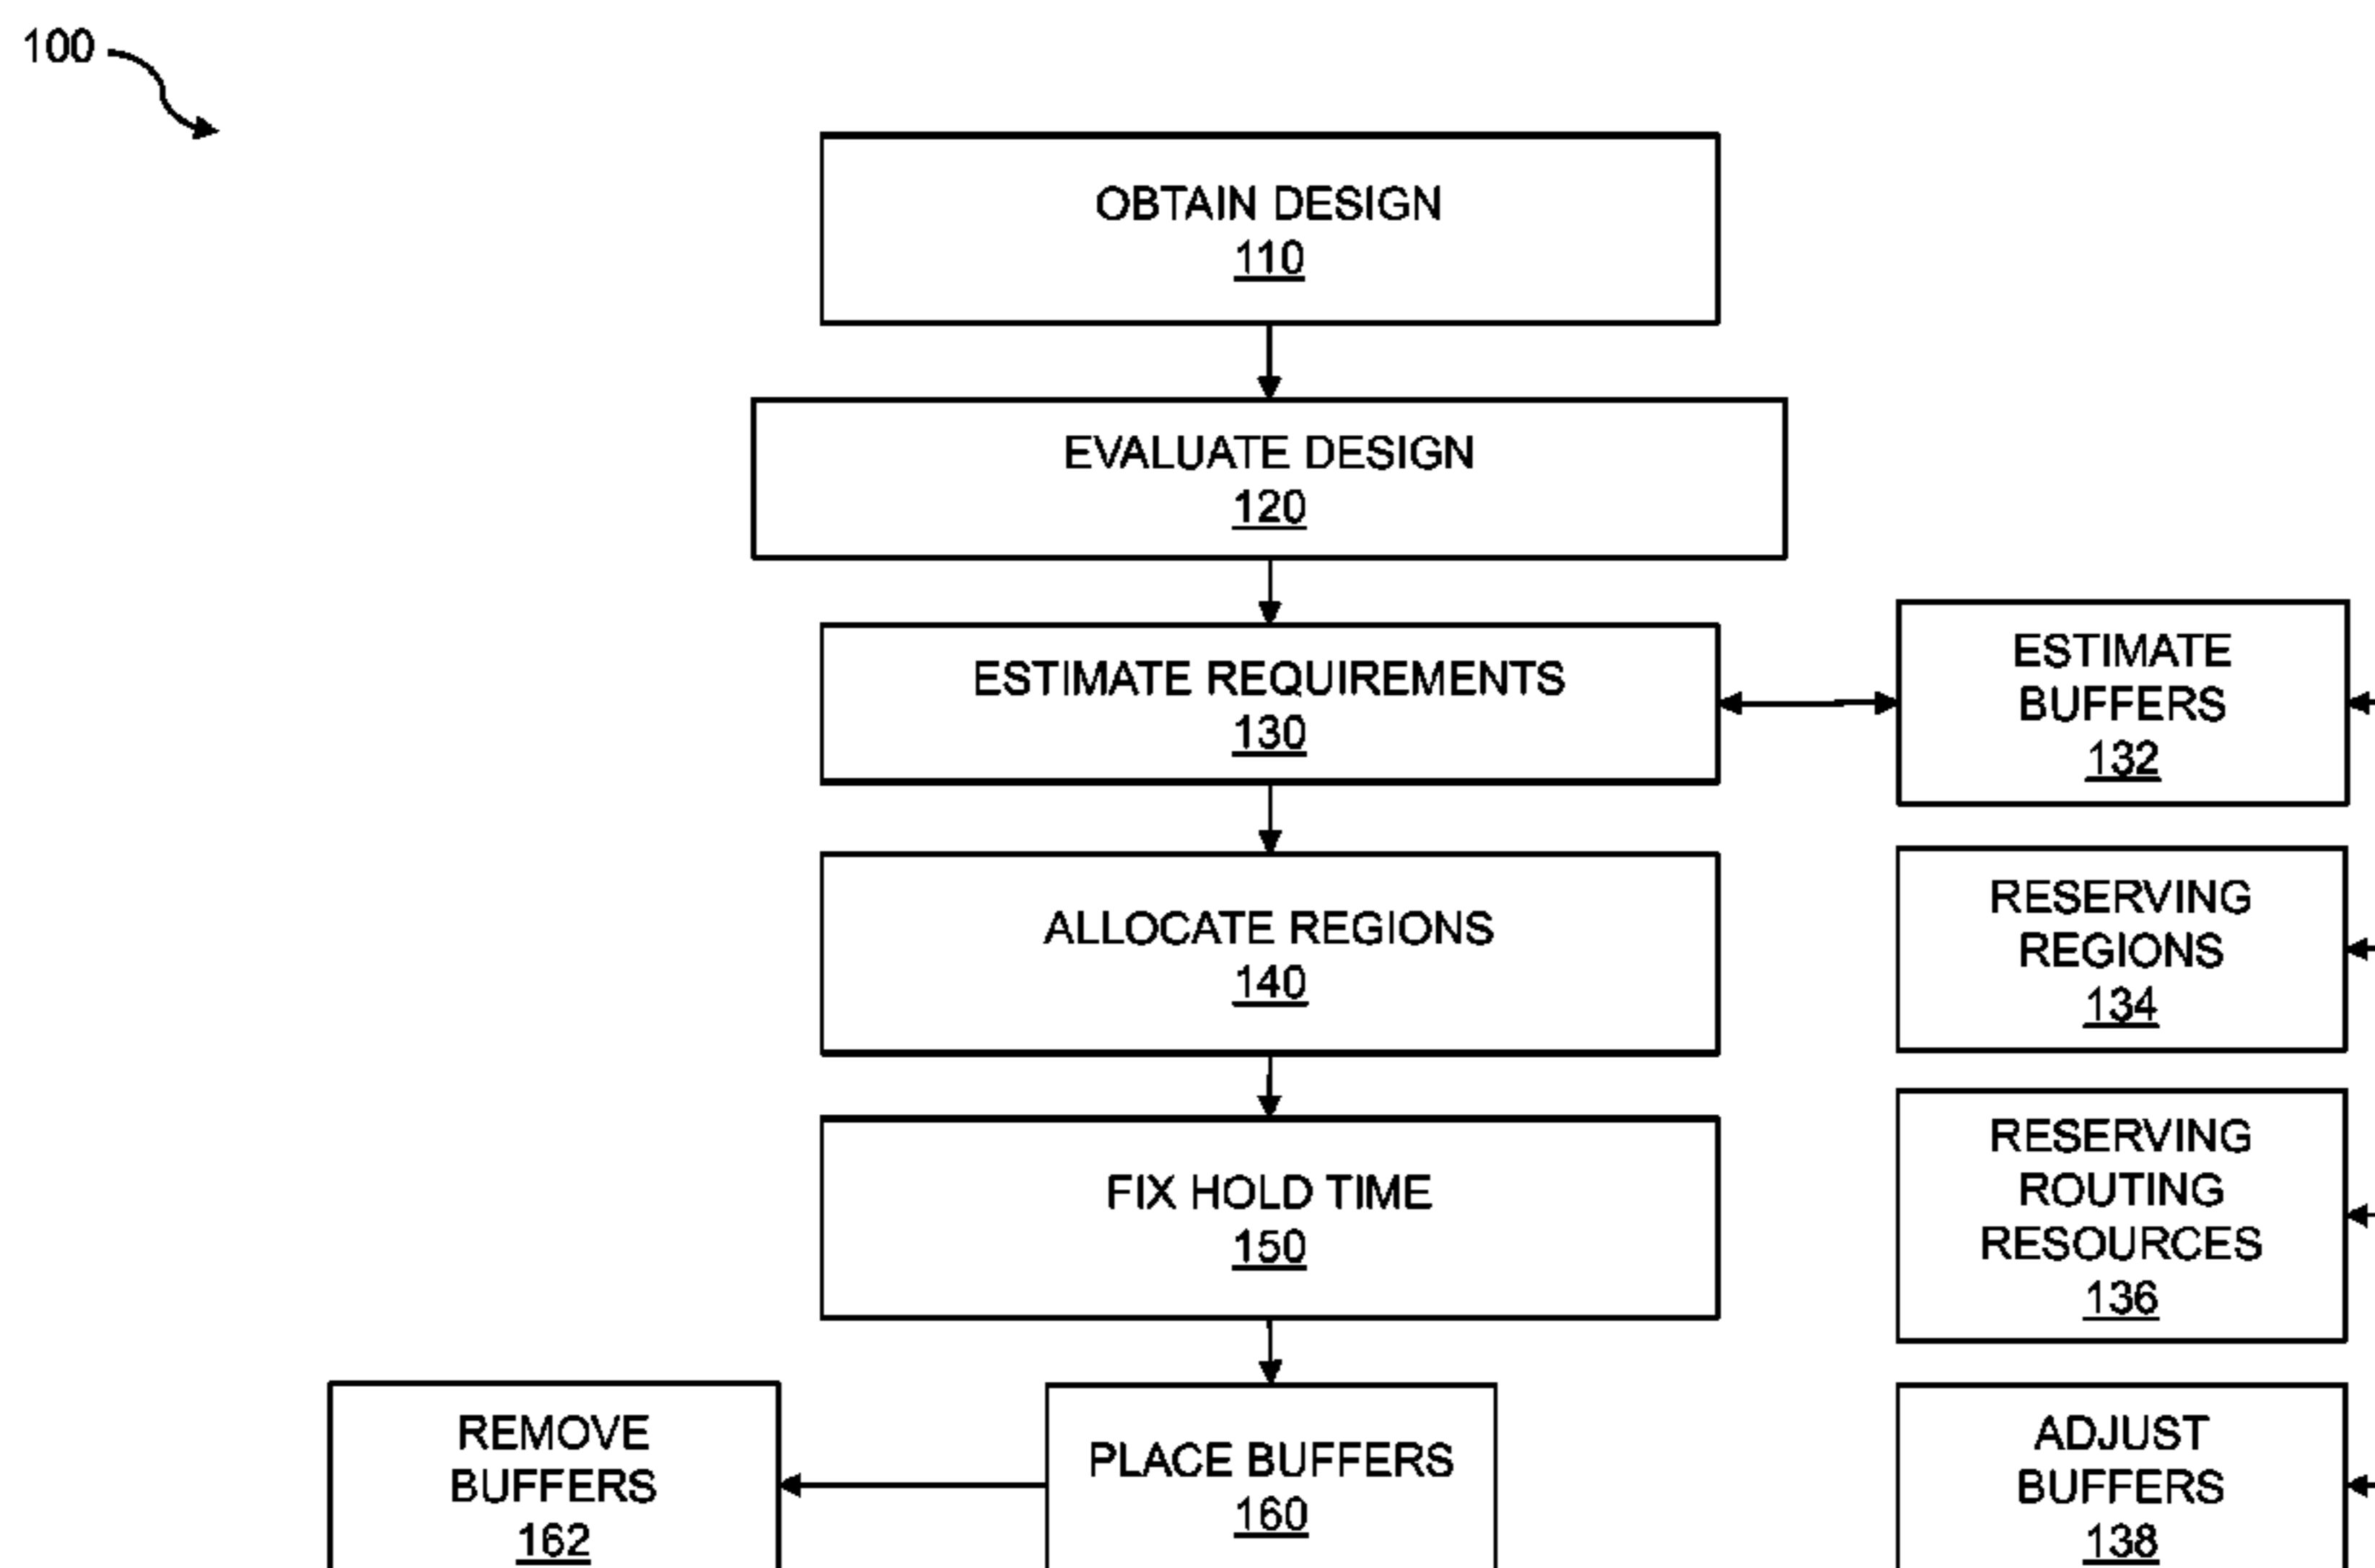 100
OBTAIN DESIGN
110
EVALUATE DESIGN
120
ESTIMATE REQUIREMENTS
130
ESTIMATE
BUFFERS
132
ALLOCATE REGIONS
140
RESERVING
REGIONS
134
FIX HOLD TIME
150
RESERVING
ROUTING
RESOURCES
136
REMOVE
BUFFERS
162
PLACE BUFFERS
160
ADJUST
BUFFERS
138